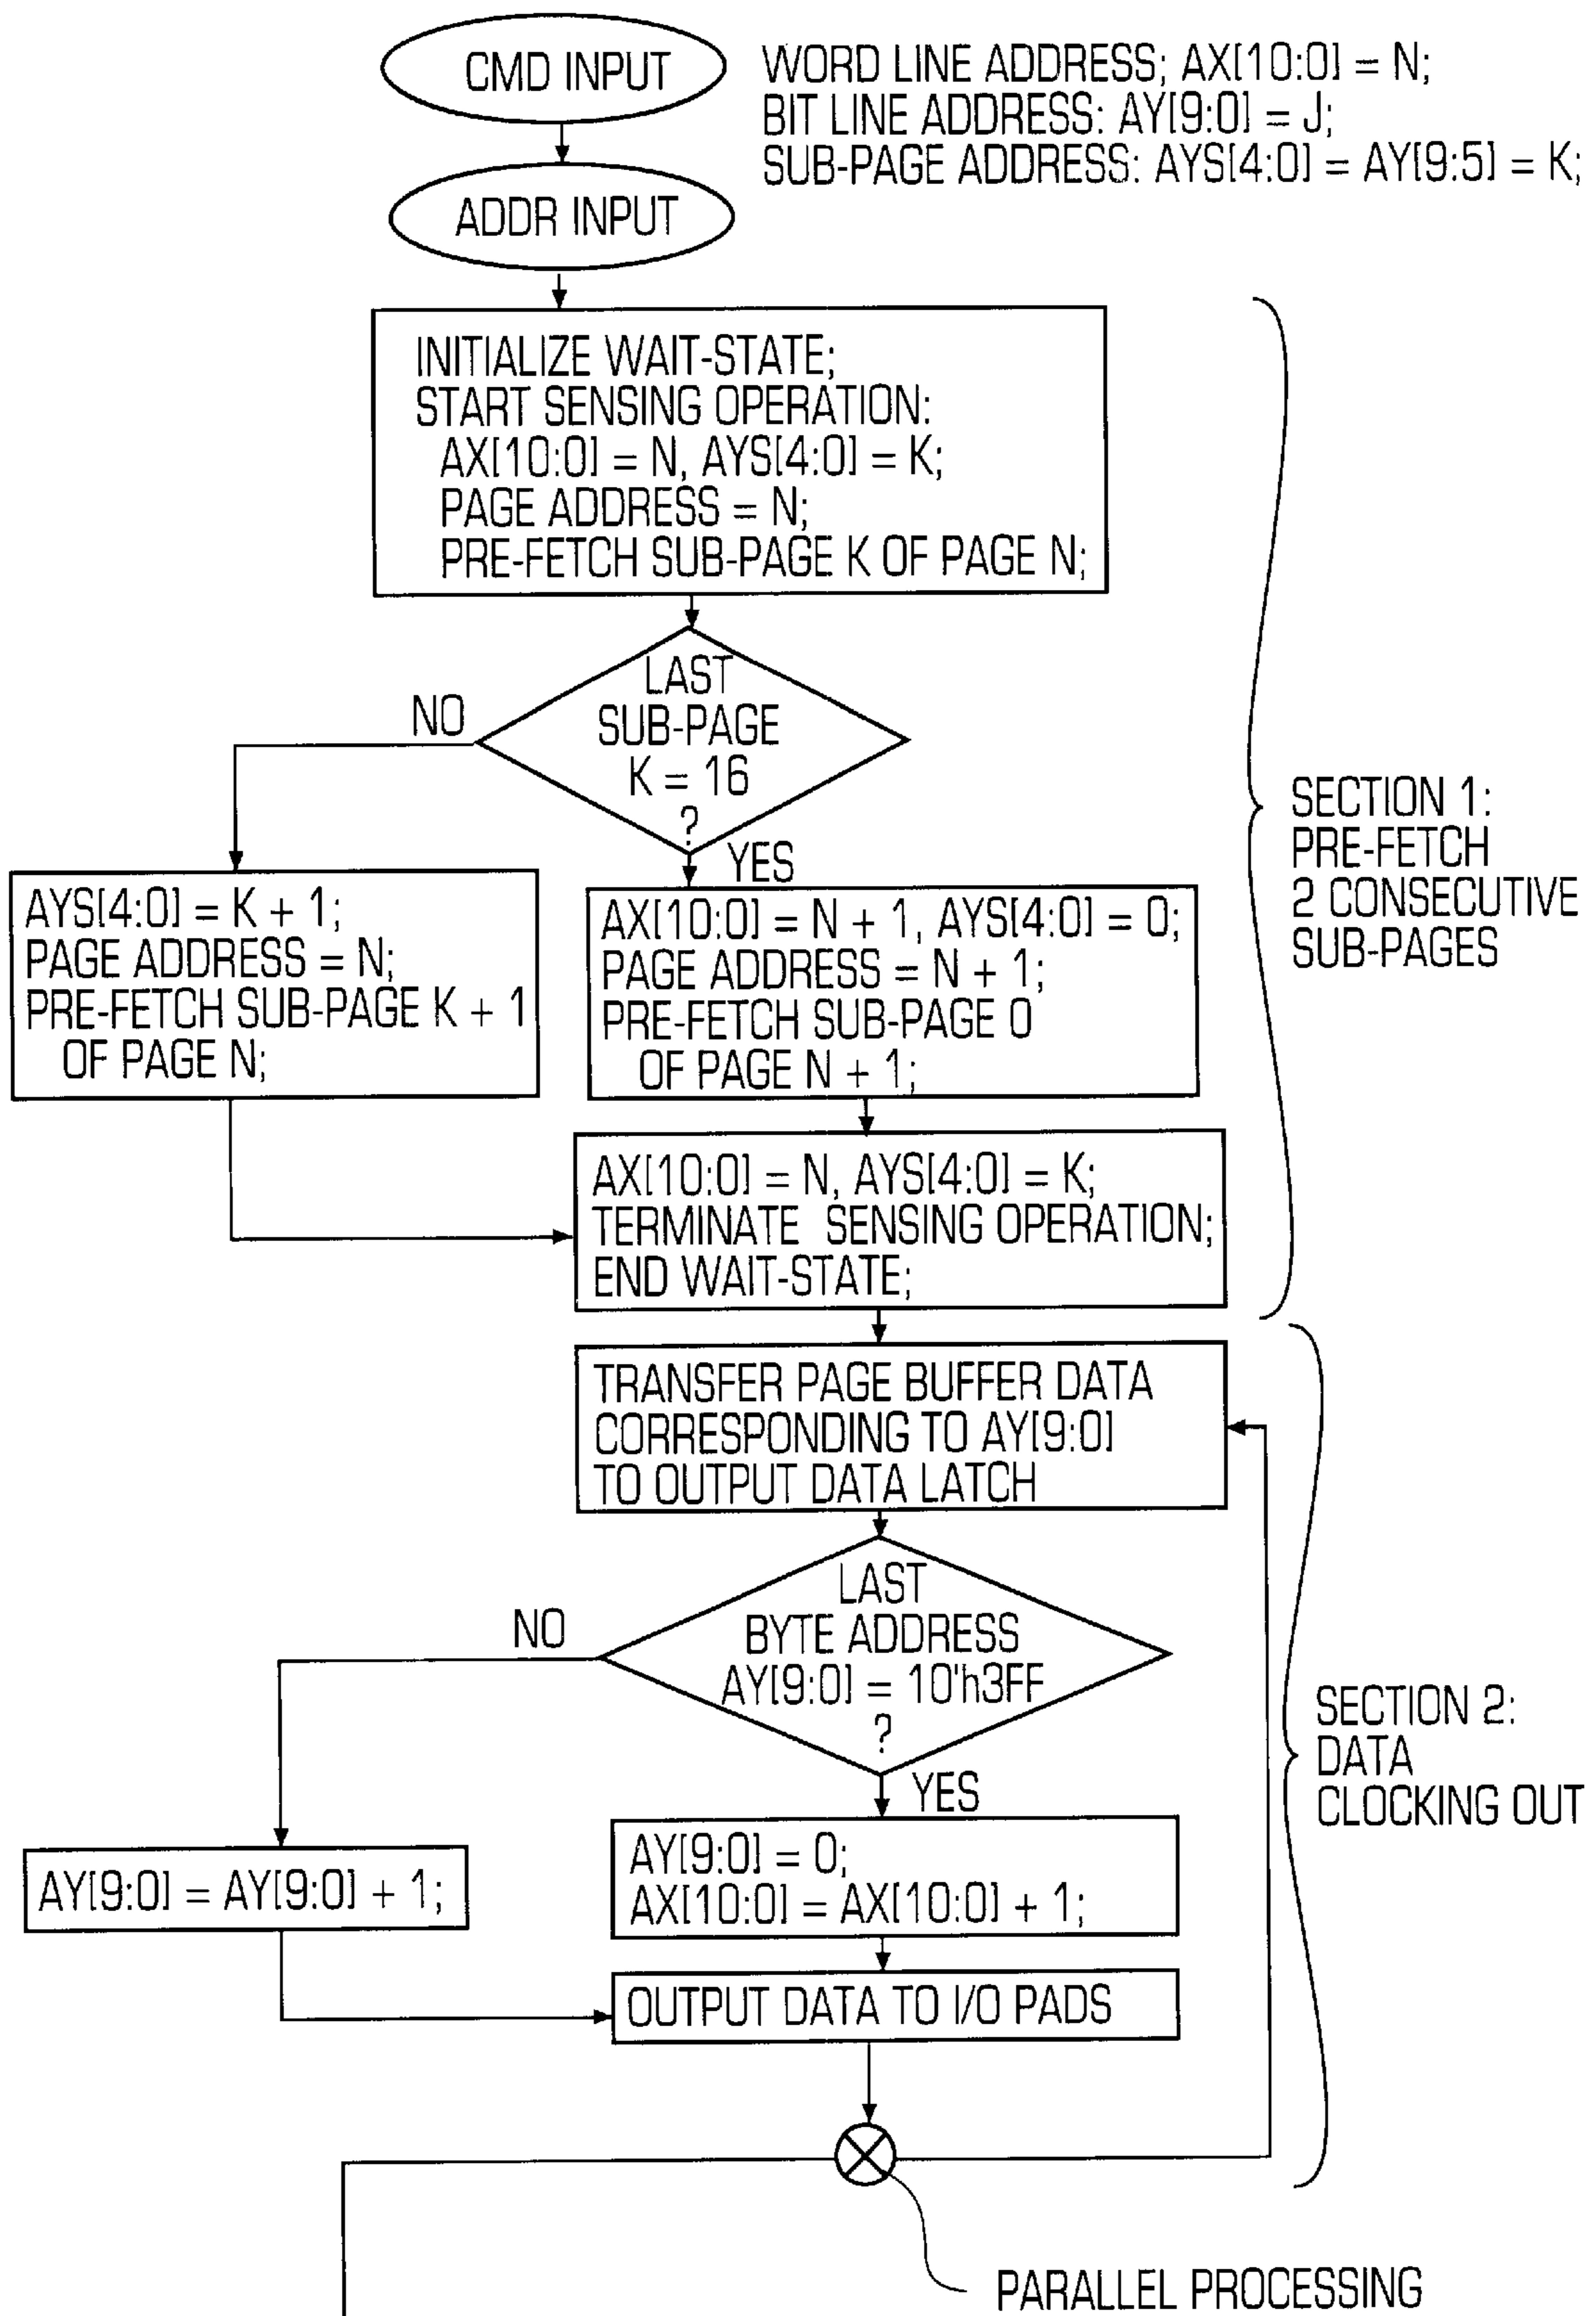 CMD INPUT
WORD LINE ADDRESS; AX[10:0] = N;
BIT LINE ADDRESS: AY[9:0] = J;
SUB-PAGE ADDRESS: AYS[4:0] = AY[9:5] = K;
ADDR INPUT
INITIALIZE WAIT-STATE;
START SENSING OPERATION:
AX[10:0] = N, AYS[4:0] = K;
PAGE ADDRESS = N;
PRE-FETCH SUB-PAGE K OF PAGE N;
LAST
SUB-PAGE
K = 16
?
NO
YES
AYS[4:0] = K + 1;
PAGE ADDRESS = N;
PRE-FETCH SUB-PAGE K + 1
OF PAGE N;
AX[10:0] = N + 1, AYS[4:0] = 0;
PAGE ADDRESS = N + 1;
PRE-FETCH SUB-PAGE 0
OF PAGE N + 1;
AX[10:0] = N, AYS[4:0] = K;
TERMINATE SENSING OPERATION;
END WAIT-STATE;
SECTION 1:
PRE-FETCH
2 CONSECUTIVE
SUB-PAGES
TRANSFER PAGE BUFFER DATA
CORRESPONDING TO AY[9:0]
TO OUTPUT DATA LATCH
LAST
BYTE ADDRESS
AY[9:0] = 10'h3FF
?
NO
YES
AY[9:0] = AY[9:0] + 1;
AY[9:0] = 0;
AX[10:0] = AX[10:0] + 1;
OUTPUT DATA TO I/O PADS
SECTION 2:
DATA
CLOCKING OUT
PARALLEL PROCESSING